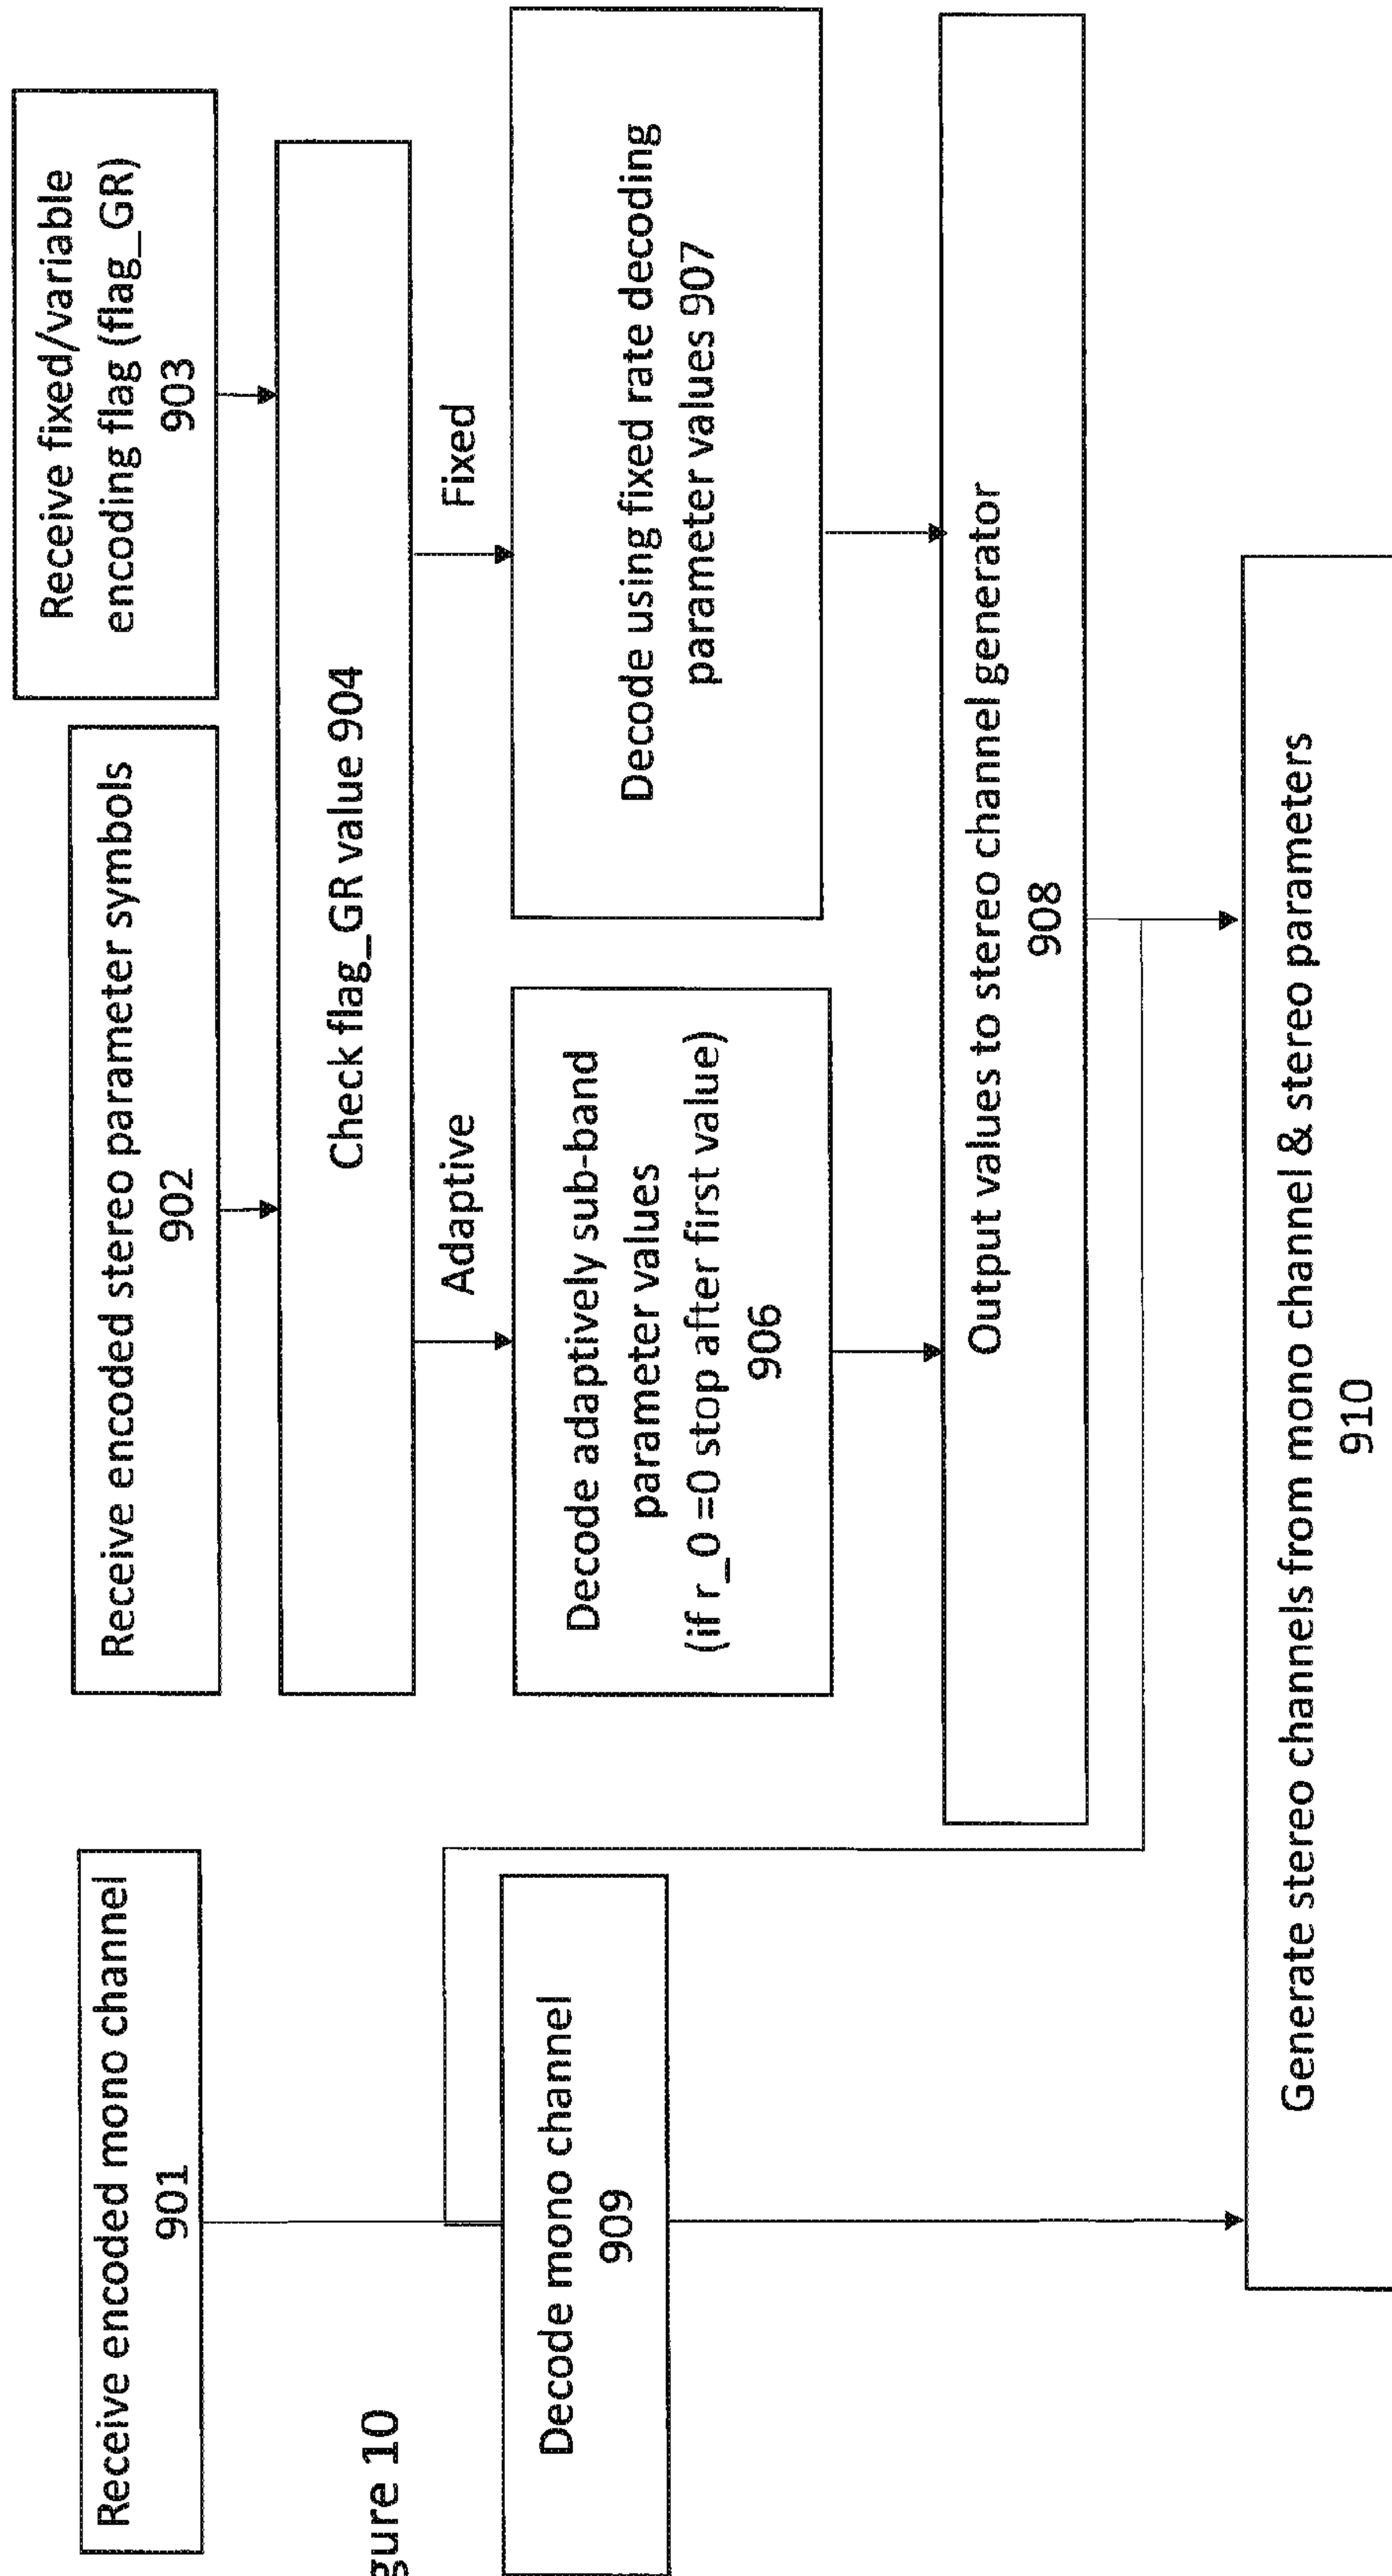 Receive encoded mono channel
901
Receive encoded stereo parameter symbols
902
Receive fixed/variable
encoding flag (flag_GR)
903
Check flag_GR value 904
Adaptive
Fixed
Decode mono channel
909
Decode adaptively sub-band
parameter values
(if r_0 =0 stop after first value)
906
Decode using fixed rate decoding
parameter values 907
Output values to stereo channel generator
908
Generate stereo channels from mono channel & stereo parameters
910
gure 10